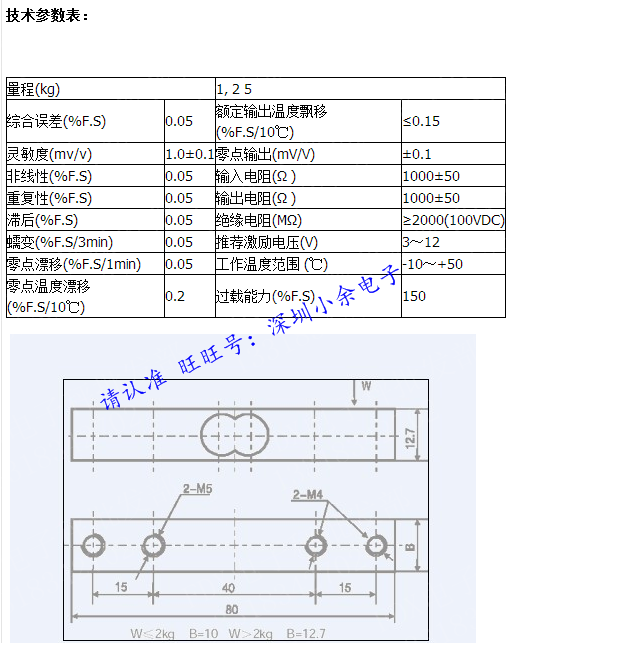 技术参数表：
量程(kg) 1, 2 5
综合误差(%F.S) 0.05 额定输出温度飘移
(%F.S/10℃) ≤0.15
灵敏度(mv/v) 1.0±0.1 零点输出(mV/V) ±0.1
非线性(%F.S) 0.05 输入电阻(Ω ) 1000±50
重复性(%F.S) 0.05 输出电阻(Ω ) 1000±50
滞后(%F.S) 0.05 绝缘电阻(MΩ) ≥2000(100VDC)
蠕变(%F.S/3min) 0.05 推荐激励电压(V) 3～12
零点漂移(%F.S/1min) 0.05 工作温度范围 (℃) -10～+50
零点温度漂移
(%F.S/10℃) 0.2 过载能力(%F.S) 150
请认准 旺旺号：深圳小余电子
W
12.7
2-M5
2-M4
B
15 40 15
80
W≤2kg B=10 W>2kg B=12.7